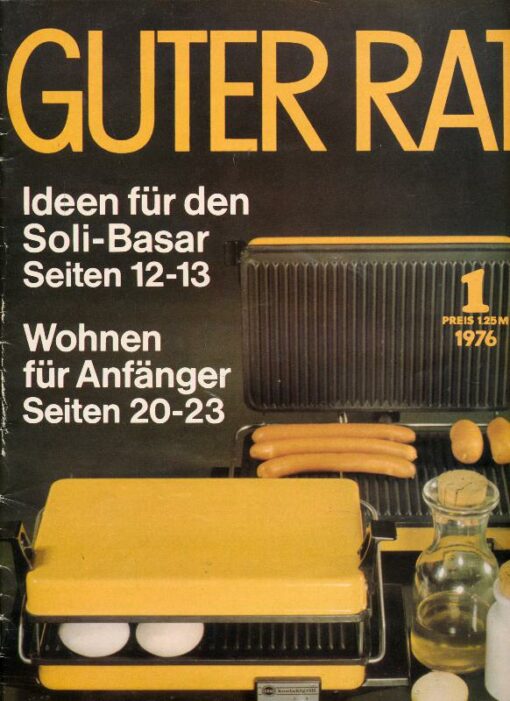 GUTER RAT
Ideen für den
Soli-Basar
Seiten 12-13
1
PREIS 1.25 M
1976
Wohnen
für Anfänger
Seiten 20-23
kontaktgrill